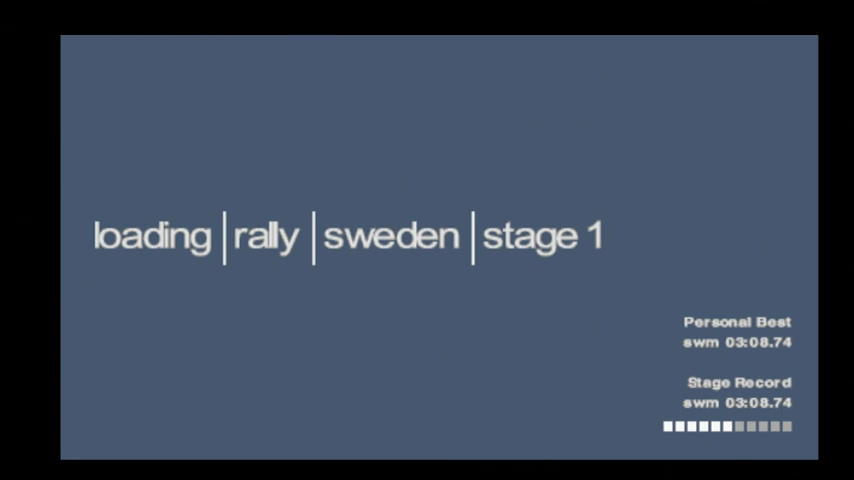 loading | rally | sweden | stage 1
Personal Best
swm 03:08.74
Stage Record
swm 03:08.74